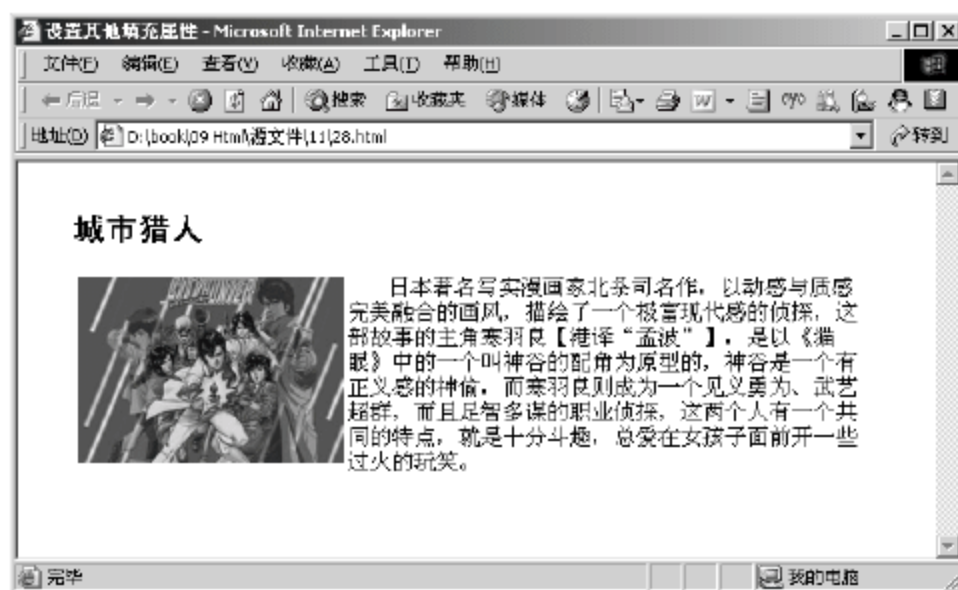 设置其他填充属性 - Microsoft Internet Explorer
文件(F) 编辑(E) 查看(V) 收藏(A) 工具(T) 帮助(H)
后退 搜索 收藏夹 媒体
地址(D) D:\book\09 Html\源文件\11\28.html 转到
城市猎人
日本著名写实漫画家北条司名作，以动感与质感
完美融合的画风，描绘了一个极富现代感的侦探，这
部故事的主角寒羽良【港译“孟波”】，是以《猫
眼》中的一个叫神谷的配角为原型的，神谷是一个有
正义感的神偷，而寒羽良则成为一个见义勇为、武艺
超群，而且足智多谋的职业侦探，这两个人有一个共
同的特点，就是十分斗趣，总爱在女孩子面前开一些
过火的玩笑。
完毕 我的电脑